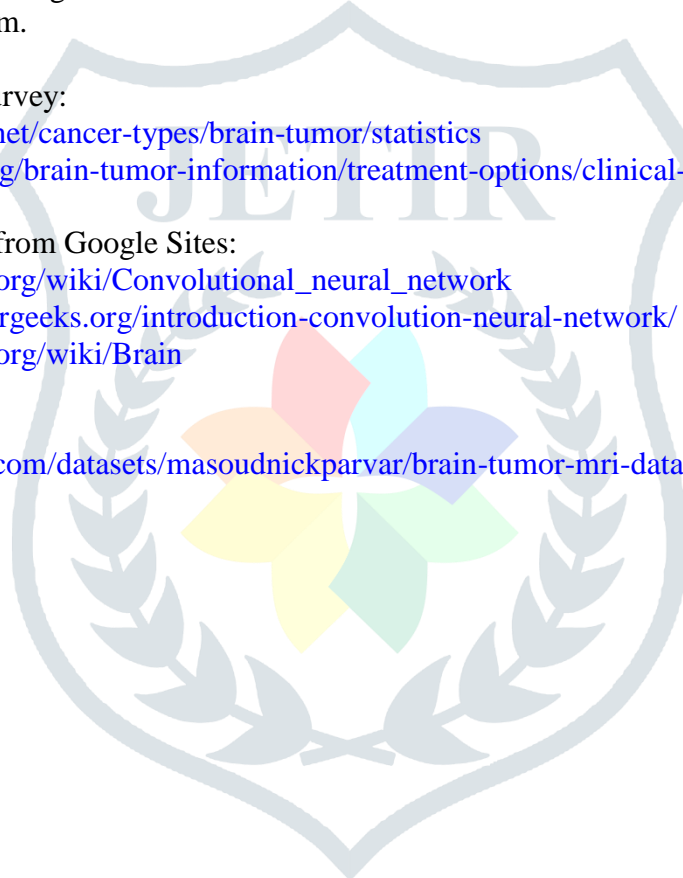 m.
rvey:
net/cancer-types/brain-tumor/statistics
g/brain-tumor-information/treatment-options/clinical-
JETIR
from Google Sites:
org/wiki/Convolutional_neural_network
rgeeks.org/introduction-convolution-neural-network/
org/wiki/Brain
com/datasets/masoudnickparvar/brain-tumor-mri-data